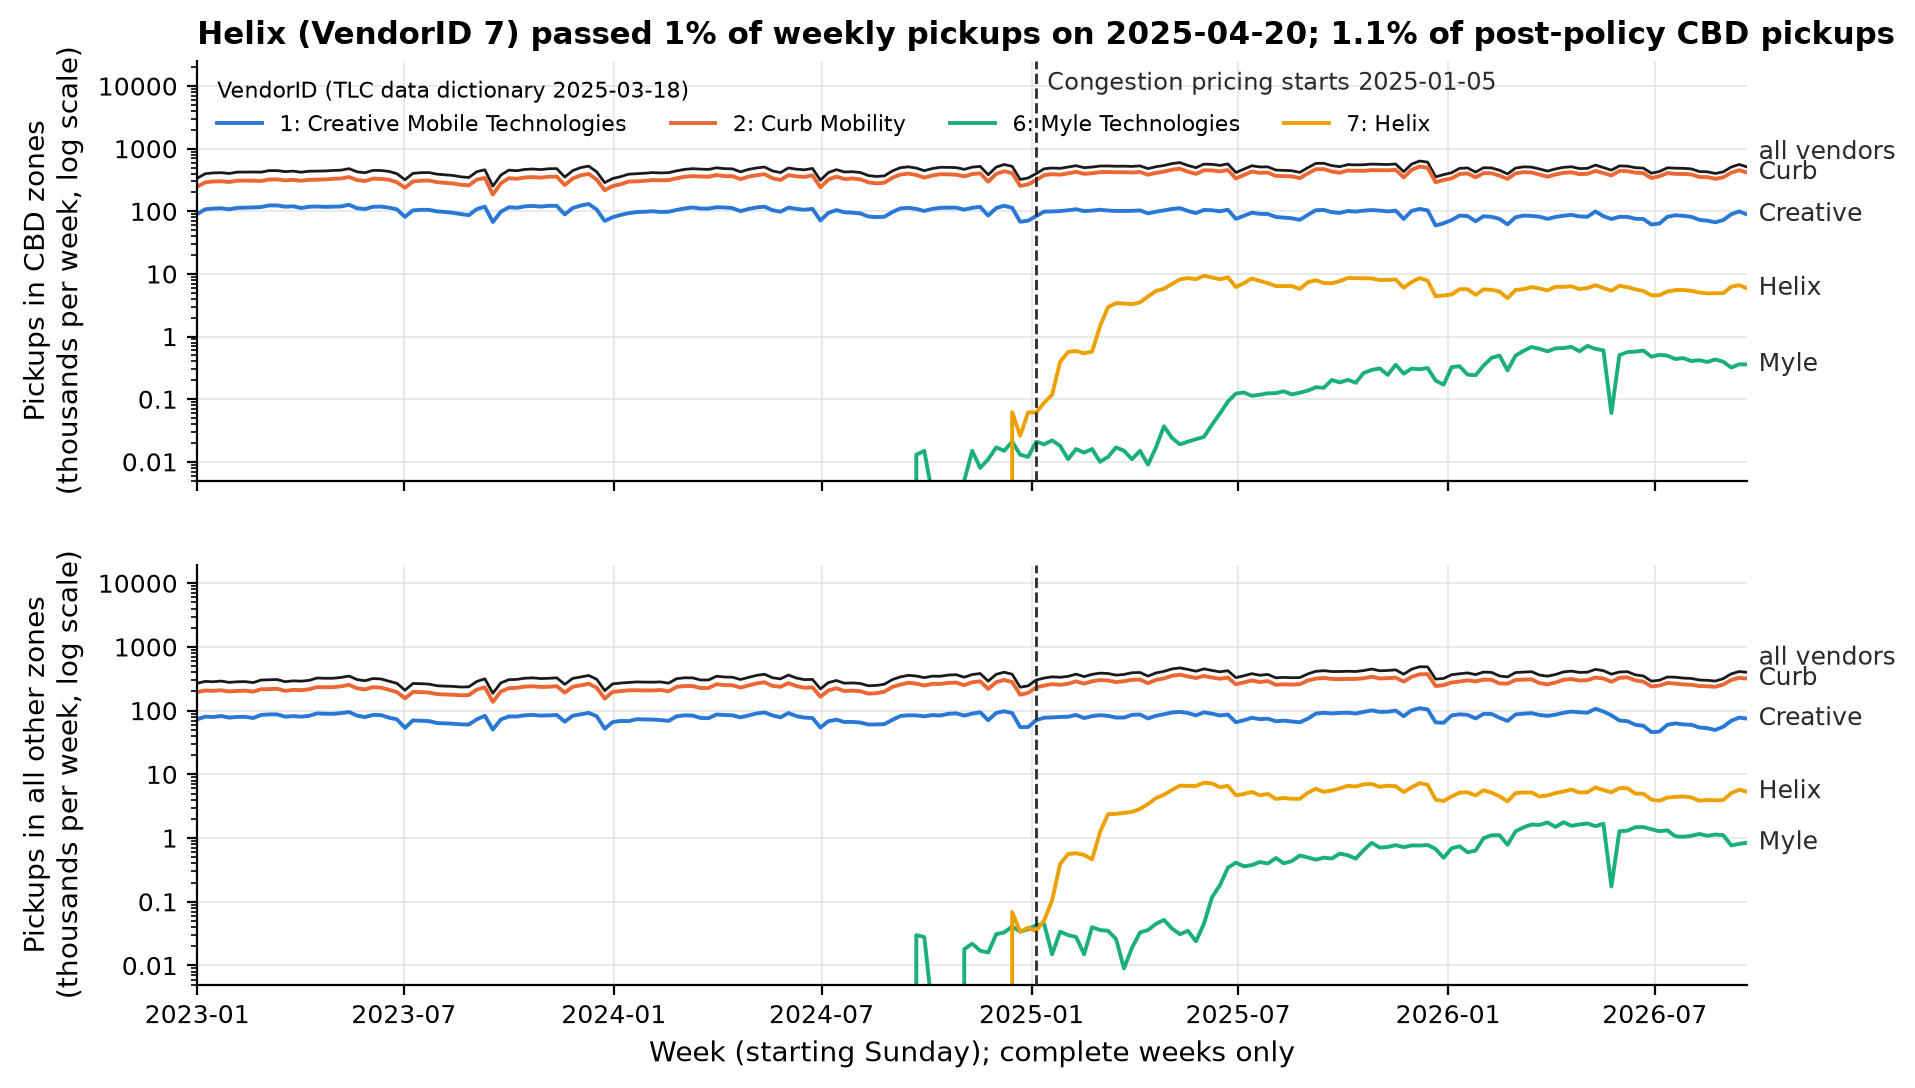 Helix (VendorID 7) passed 1% of weekly pickups on 2025-04-20; 1.1% of post-policy CBD pickups
Pickups in CBD zones
(thousands per week, log scale)
10000
1000
100
10
1
0.1
0.01
VendorID (TLC data dictionary 2025-03-18)
1: Creative Mobile Technologies
2: Curb Mobility
6: Myle Technologies
7: Helix
Congestion pricing starts 2025-01-05
all vendors
Curb
Creative
Helix
Myle
Pickups in all other zones
(thousands per week, log scale)
10000
1000
100
10
1
0.1
0.01
all vendors
Curb
Creative
Helix
Myle
2023-01
2023-07
2024-01
2024-07
2025-01
2025-07
2026-01
2026-07
Week (starting Sunday); complete weeks only